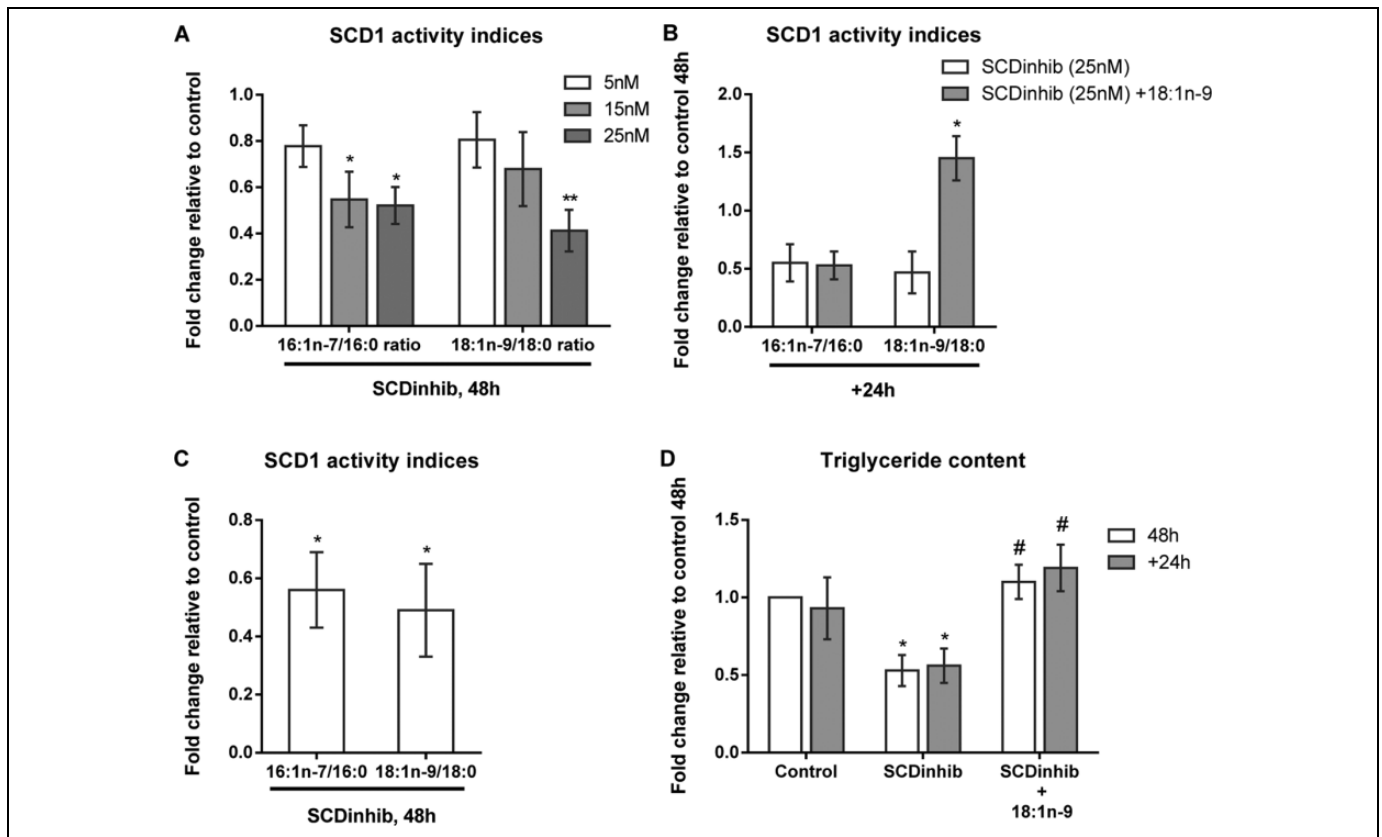 A
SCD1 activity indices
Fold change relative to control
1.0
0.8
0.6
0.4
0.2
0.0
5nM
15nM
25nM
*
*
**
16:1n-7/16:0 ratio
18:1n-9/18:0 ratio
SCDinhib, 48h
B
SCD1 activity indices
SCDinhib (25nM)
SCDinhib (25nM) +18:1n-9
Fold change relative to control 48h
2.0
1.5
1.0
0.5
0.0
*
16:1n-7/16:0
18:1n-9/18:0
+24h
C
SCD1 activity indices
Fold change relative to control
0.8
0.6
0.4
0.2
0.0
*
*
16:1n-7/16:0
18:1n-9/18:0
SCDinhib, 48h
D
Triglyceride content
Fold change relative to control 48h
1.5
1.0
0.5
0.0
48h
+24h
*
*
#
#
Control
SCDinhib
SCDinhib
+
18:1n-9